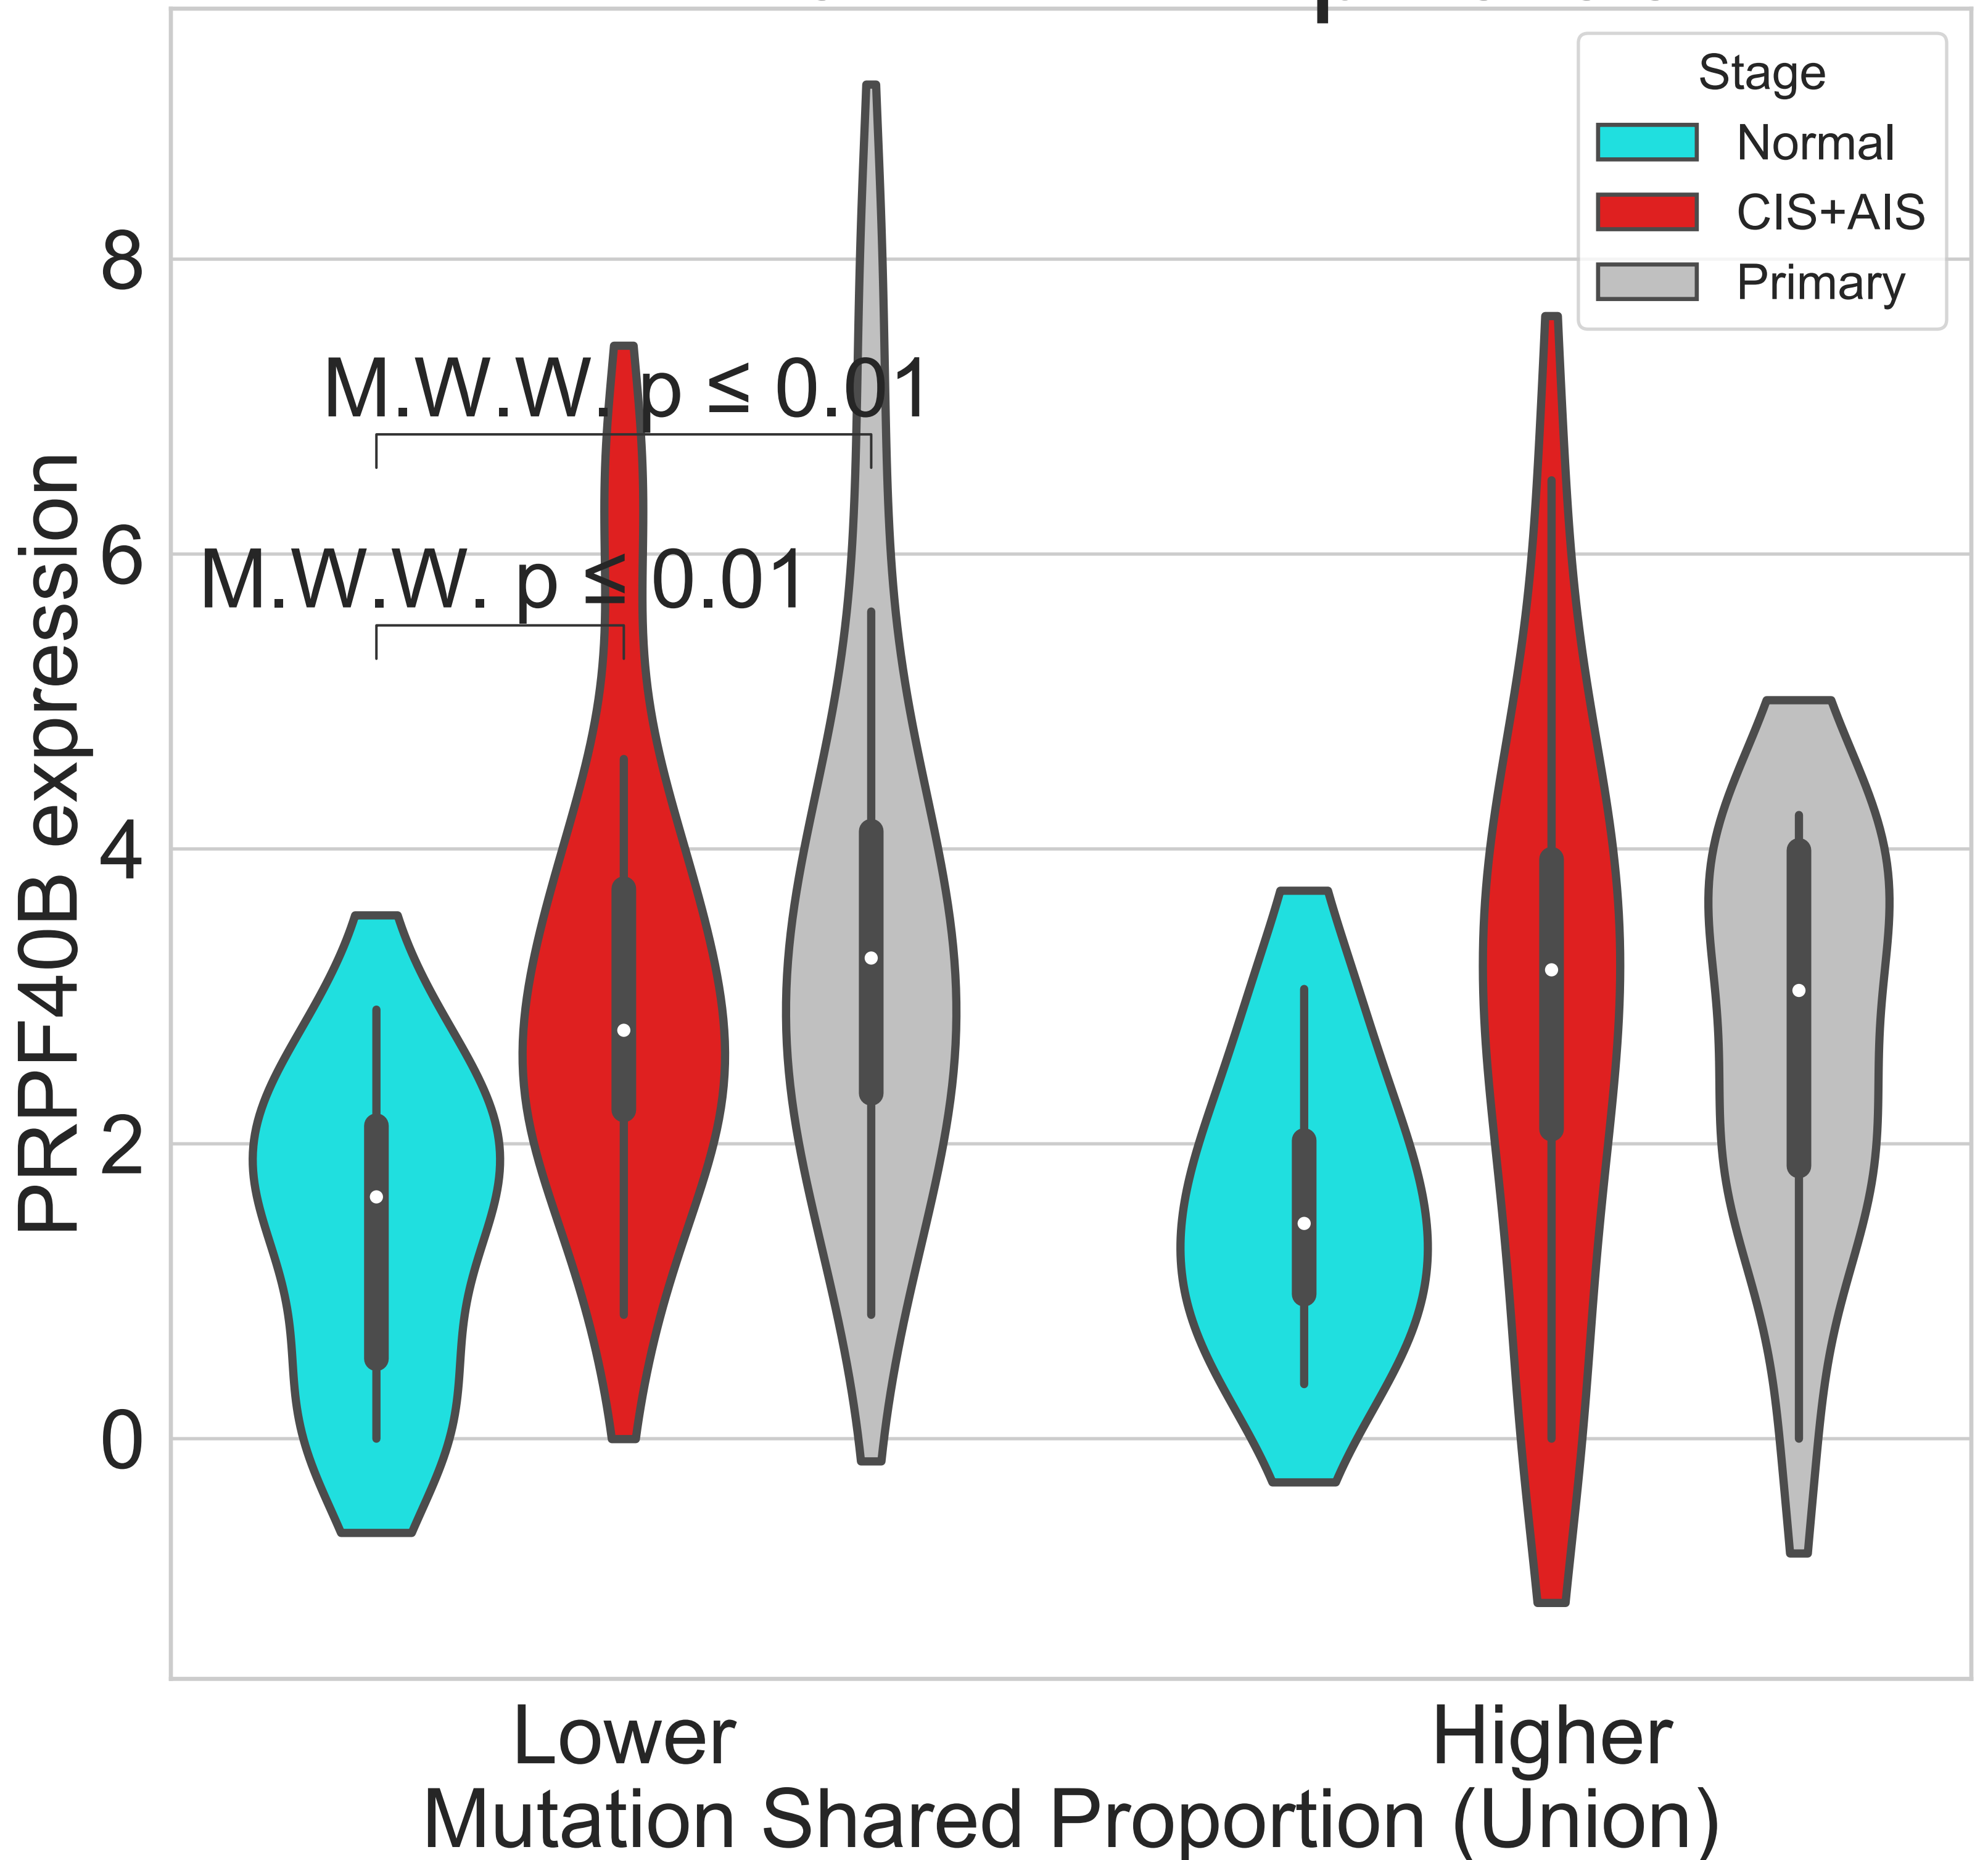 Stage
Normal
CIS+AIS
Primary
8
6
4
2
0
PRPF40B expression
M.W.W. p ≤ 0.01
M.W.W. p ≤ 0.01
Lower
Higher
Mutation Shared Proportion (Union)